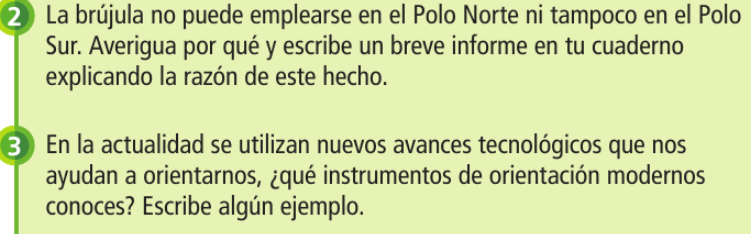 2 La brújula no puede emplearse en el Polo Norte ni tampoco en el Polo
Sur. Averigua por qué y escribe un breve informe en tu cuaderno
explicando la razón de este hecho.
3 En la actualidad se utilizan nuevos avances tecnológicos que nos
ayudan a orientarnos, ¿qué instrumentos de orientación modernos
conoces? Escribe algún ejemplo.